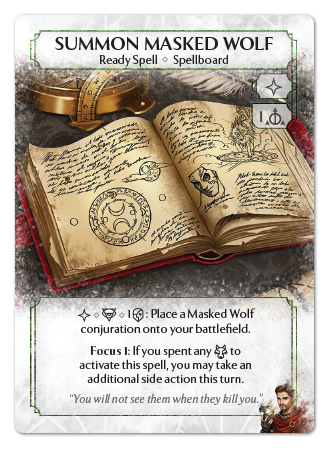 SUMMON MASKED WOLF
Ready Spell ◇ Spellboard
1
◇ ◇ 1 : Place a Masked Wolf
conjuration onto your battlefield.
Focus 1: If you spent any to
activate this spell, you may take an
additional side action this turn.
“You will not see them when they kill you.”